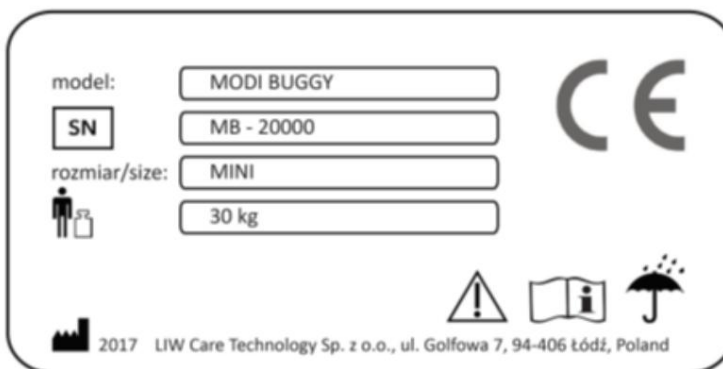 model: MODI BUGGY
SN MB - 20000
rozmiar/size: MINI
30 kg
2017 LIW Care Technology Sp. z o.o., ul. Golfowa 7, 94-406 Łódź, Poland
CE
i